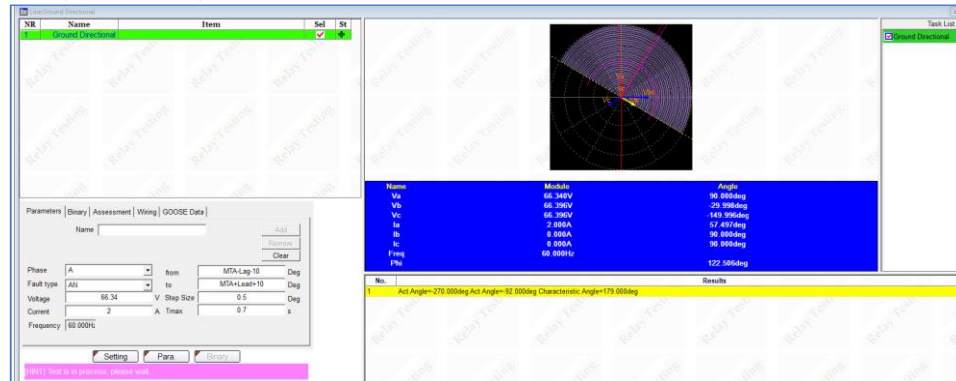 Line/Ground Directional
NR Name Item Sel St
1 Ground Directional
Task List
Ground Directional
Va
Vc Vbc
Name Module Angle
Va 66.340V 90.000deg
Vb 66.396V -29.998deg
Vc 66.396V -149.996deg
Ia 2.000A 57.497deg
Ib 0.000A 90.000deg
Ic 0.000A 90.000deg
Freq 60.000Hz
Phi 122.506deg
Parameters Binary Assessment Wiring GOOSE Data
Name Add
Remove
Clear
Phase A from MTA-Lag-10 Deg
Fault type AN to MTA+Lead+10 Deg
Voltage 66.34 V Step Size 0.5 Deg
Current 2 A Tmax 0.7 s
Frequency 60.000Hz
Setting Para. Binary
[HINT] Test is in process, please wait...
No. Results
1 Act Angle=-270.000deg Act Angle=-92.000deg Characteristic Angle=179.000deg
Relay Testing